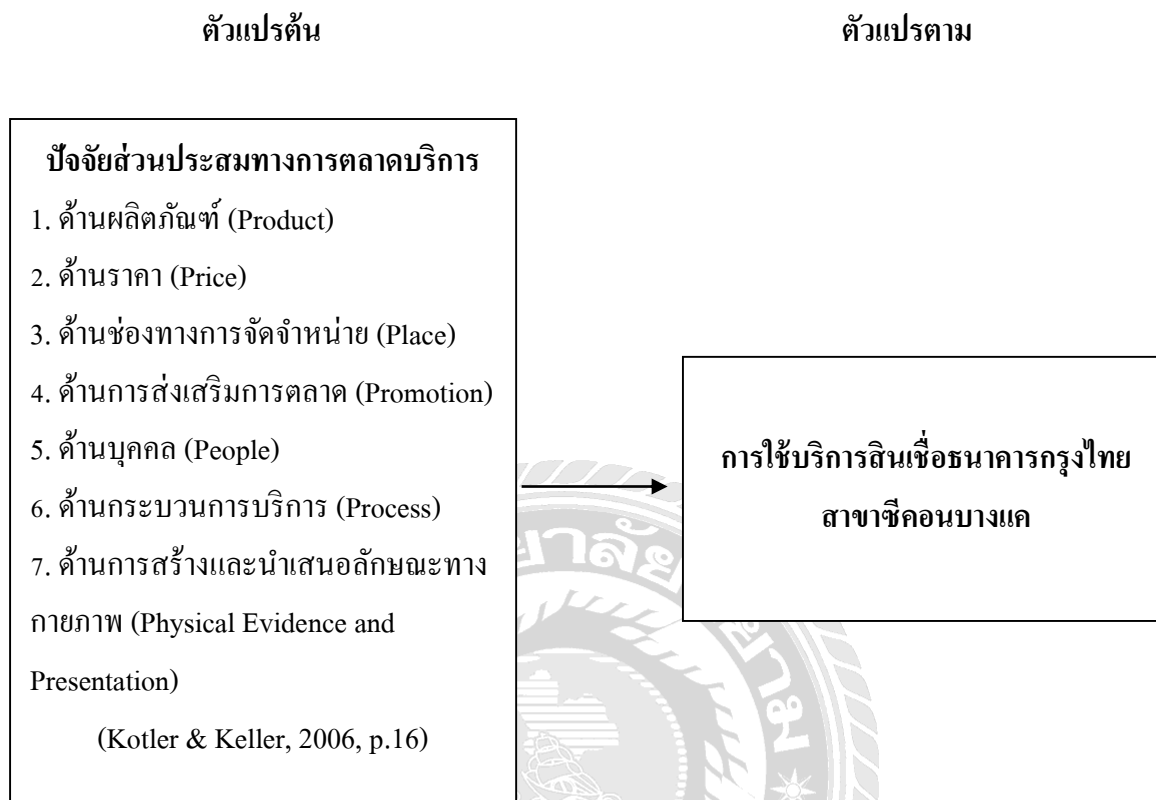 ตัวแปรต้น
ตัวแปรตาม
ปัจจัยส่วนประสมทางการตลาดบริการ
1. ด้านผลิตภัณฑ์ (Product)
2. ด้านราคา (Price)
3. ด้านช่องทางการจัดจำหน่าย (Place)
4. ด้านการส่งเสริมการตลาด (Promotion)
5. ด้านบุคคล (People)
6. ด้านกระบวนการบริการ (Process)
7. ด้านการสร้างและนำเสนอลักษณะทาง
กายภาพ (Physical Evidence and
Presentation)
(Kotler & Keller, 2006, p.16)
การใช้บริการสินเชื่อธนาคารกรุงไทย
สาขาซีคอนบางแค